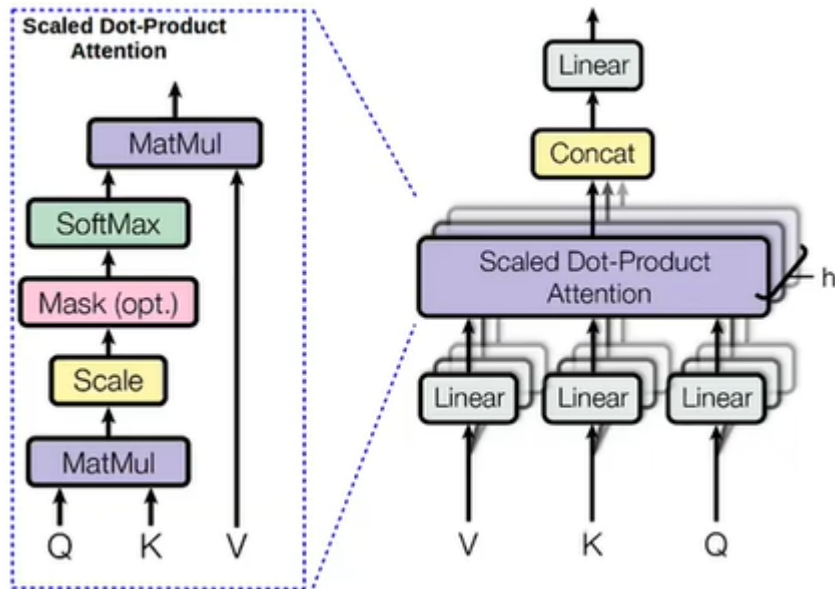 Scaled Dot-Product
Attention
MatMul
SoftMax
Mask (opt.)
Scale
MatMul
Q K V
Linear
Concat
Scaled Dot-Product
Attention
h
Linear Linear Linear
V K Q